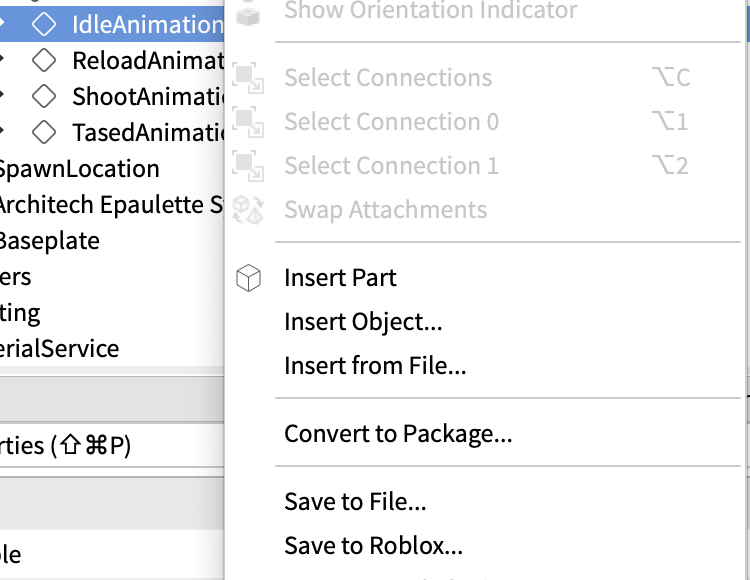 Show Orientation Indicator
IdleAnimation
ReloadAnimat
Select Connections ⌥C
ShootAnimati
Select Connection 0 ⌥1
TasedAnimatio
Select Connection 1 ⌥2
SpawnLocation
Architech Epaulette S
Swap Attachments
Baseplate
ers
Insert Part
ting
Insert Object...
erialService
Insert from File...
Convert to Package...
rties (⇧⌘P)
Save to File...
ole
Save to Roblox...